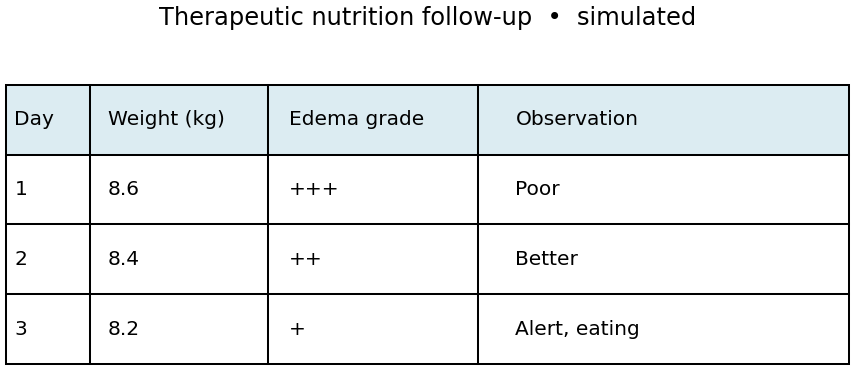 Therapeutic nutrition follow-up • simulated
Day Weight (kg) Edema grade Observation
1 8.6 +++ Poor
2 8.4 ++ Better
3 8.2 + Alert, eating